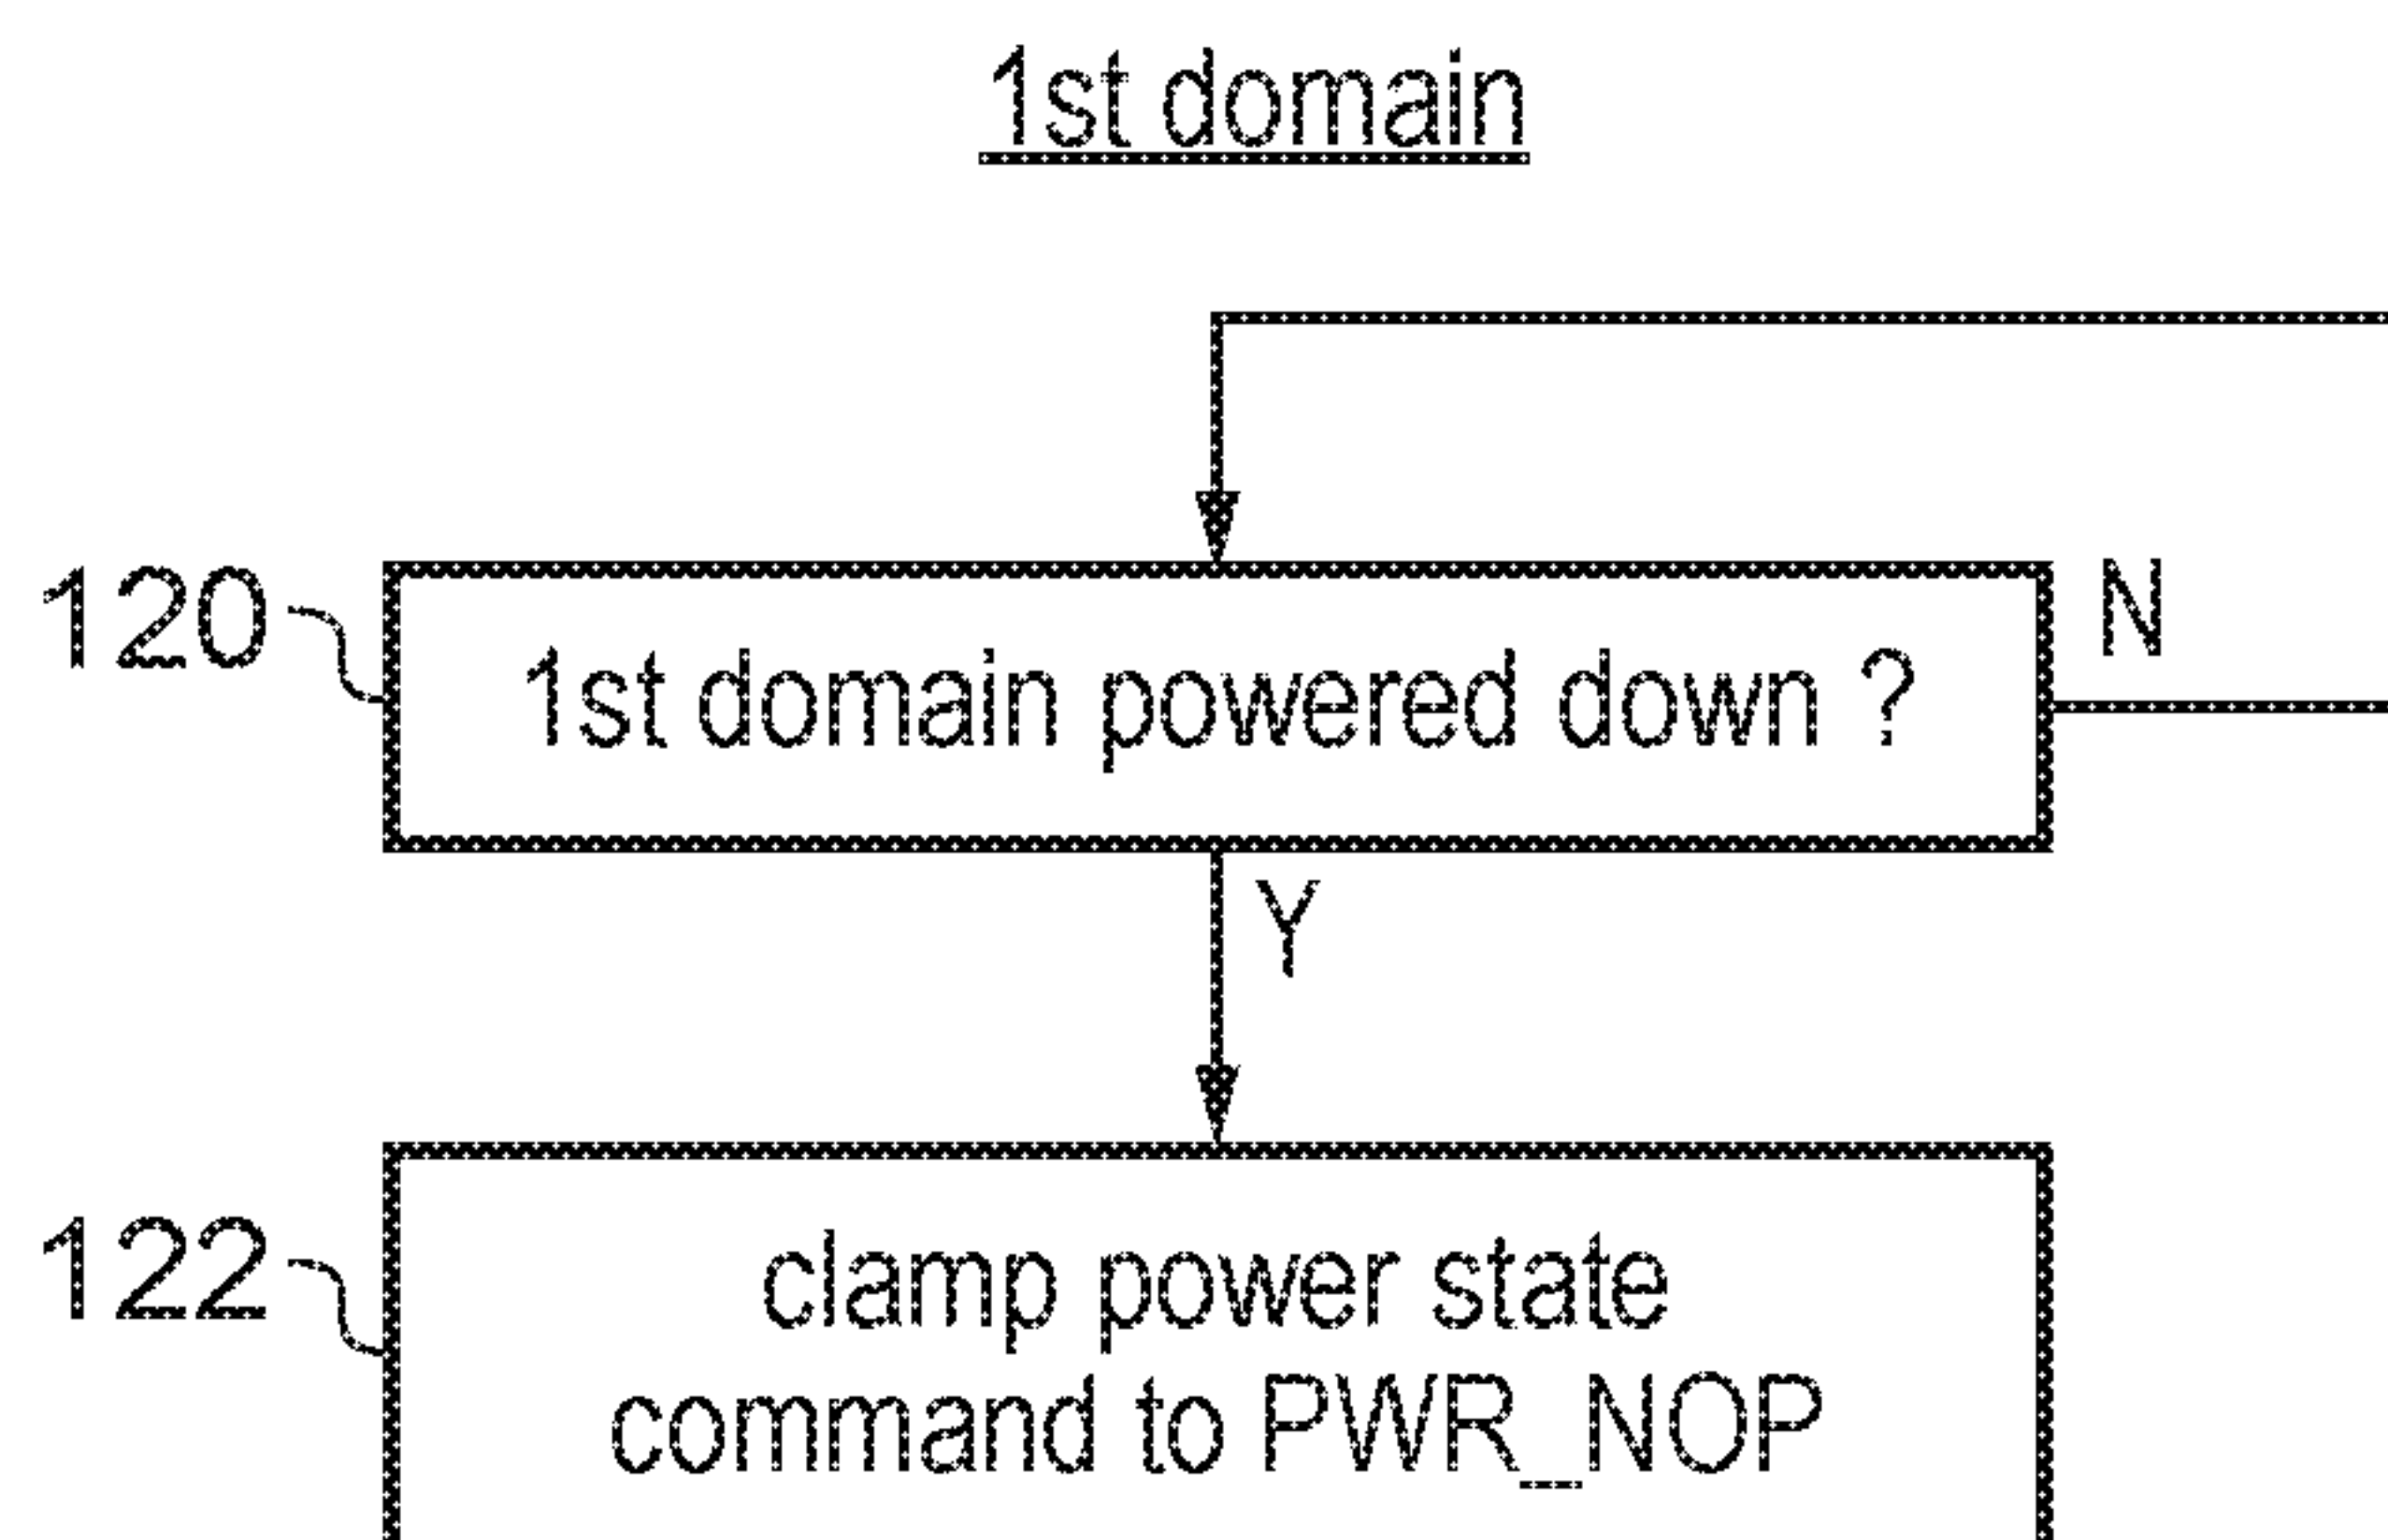 1st domain
120
1st domain powered down ?
N
Y
122
clamp power state
command to PWR_NOP